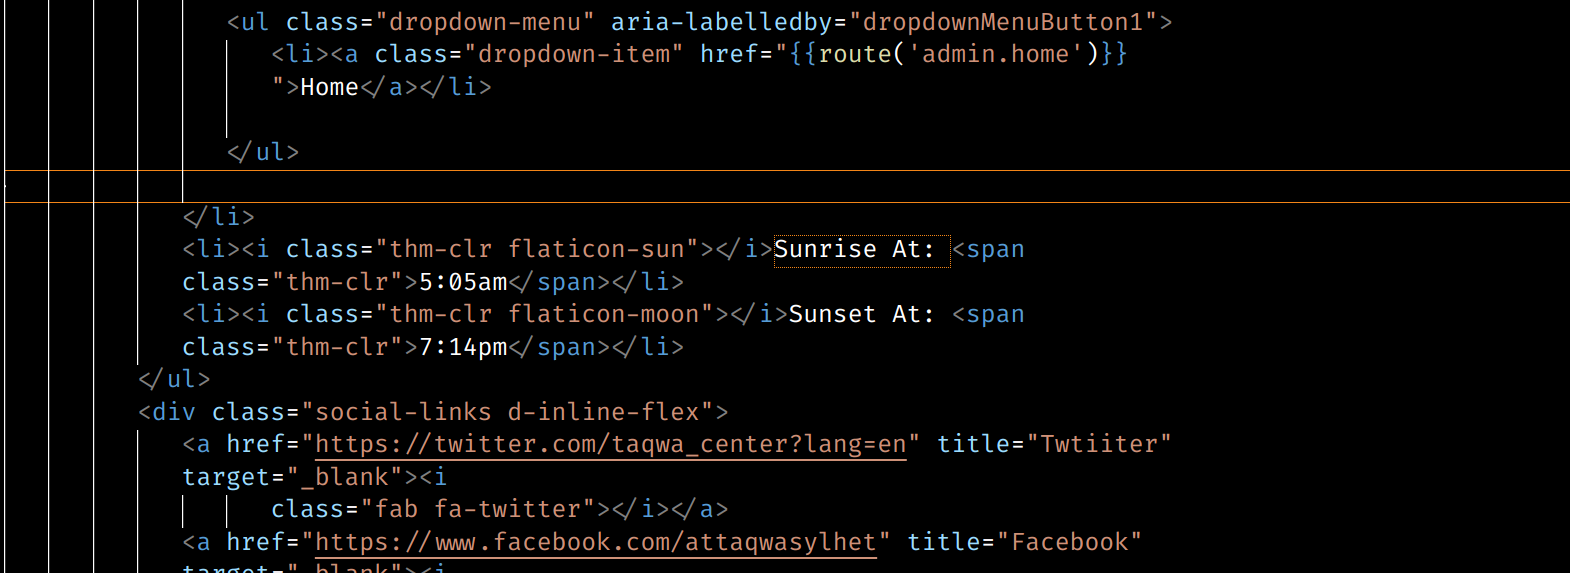 <ul class="dropdown-menu" aria-labelledby="dropdownMenuButton1">
<li><a class="dropdown-item" href="{{route('admin.home')}}
">Home</a></li>
</ul>
</li>
<li><i class="thm-clr flaticon-sun"></i>Sunrise At: <span
class="thm-clr">5:05am</span></li>
<li><i class="thm-clr flaticon-moon"></i>Sunset At: <span
class="thm-clr">7:14pm</span></li>
</ul>
<div class="social-links d-inline-flex">
<a href="https://twitter.com/taqwa_center?lang=en" title="Twtiiter"
target="_blank"><i
class="fab fa-twitter"></i></a>
<a href="https://www.facebook.com/attaqwasylhet" title="Facebook"
target="_blank"><i